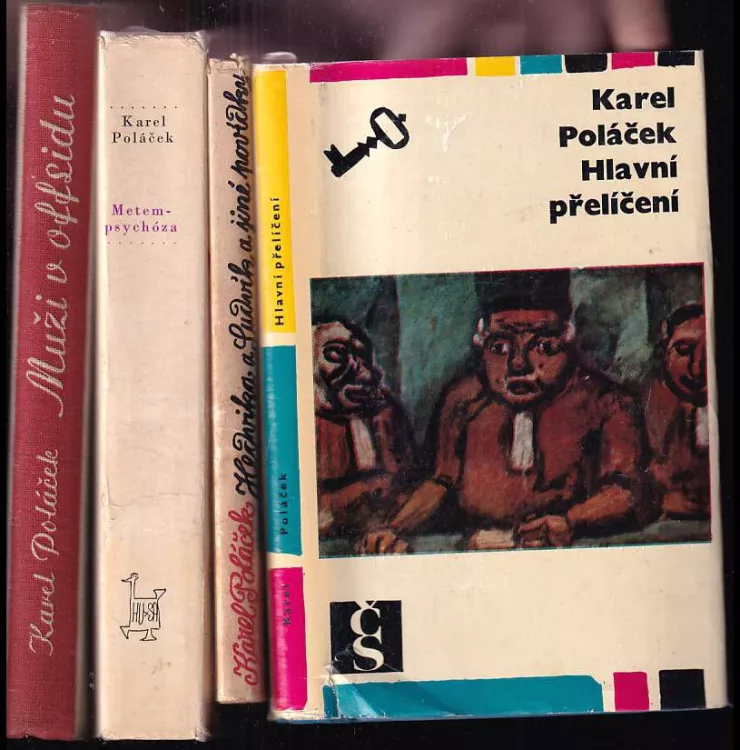 Karel Poláček Muži v offsidu
Karel
Poláček
Metem-
psychóza
HUSA
Karel Poláček Hedvika a Ludvík a jiné povídky
Karel Poláček Hlavní přelíčení
Karel
Poláček
Hlavní
přelíčení
ČS